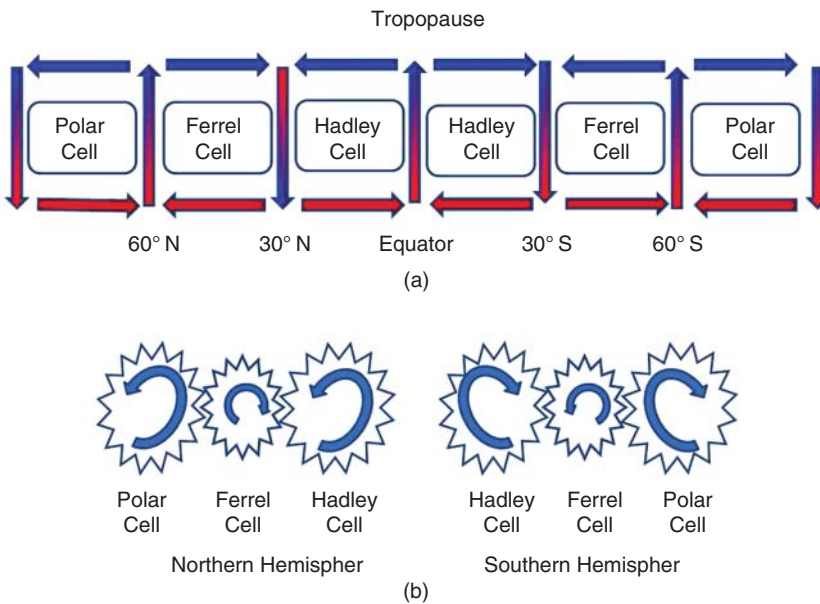 Tropopause
Polar Cell
Ferrel Cell
Hadley Cell
Hadley Cell
Ferrel Cell
Polar Cell
60° N 30° N Equator 30° S 60° S
(a)
Polar Cell
Ferrel Cell
Hadley Cell
Hadley Cell
Ferrel Cell
Polar Cell
Northern Hemispher Southern Hemispher
(b)